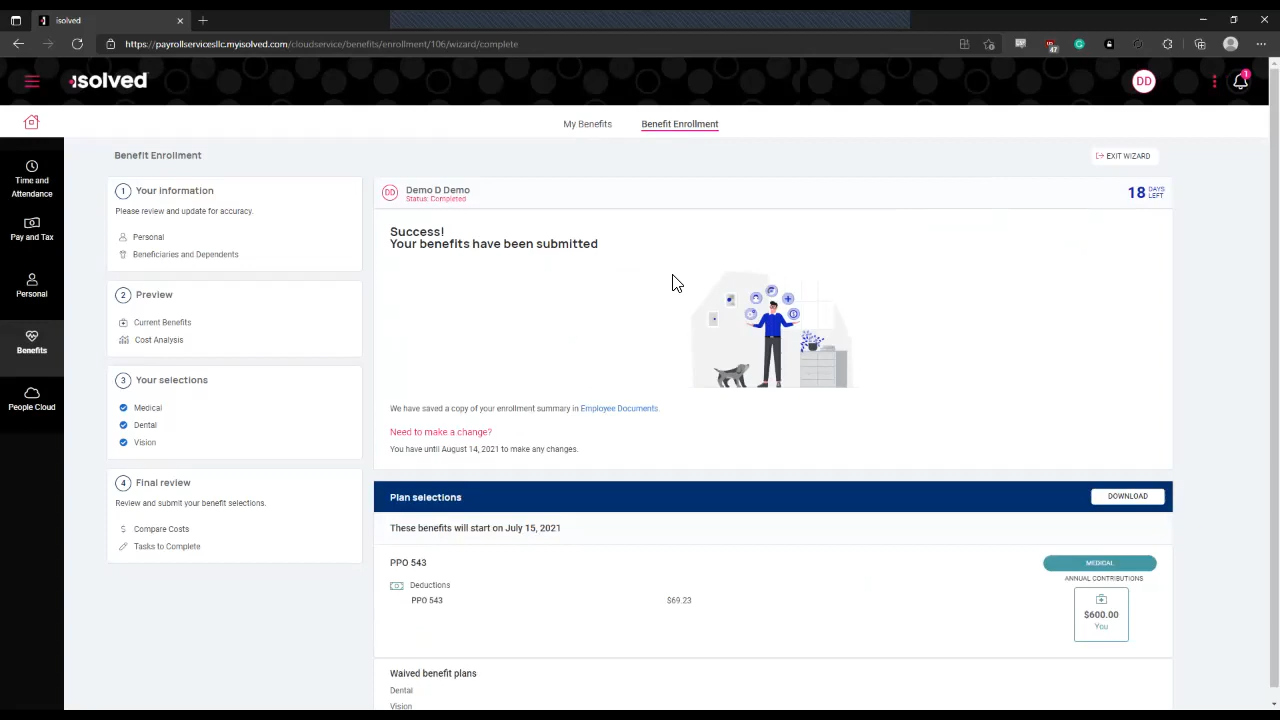 isolved
https://payrollservicesllc.myisolved.com/cloudservice/benefits/enrollment/106/wizard/complete
47
isolved
DD
1
My Benefits
Benefit Enrollment
Time and
Attendance
Pay and Tax
Personal
Benefits
People Cloud
Benefit Enrollment
EXIT WIZARD
1 Your information
Please review and update for accuracy.
Personal
Beneficiaries and Dependents
2 Preview
Current Benefits
Cost Analysis
3 Your selections
Medical
Dental
Vision
4 Final review
Review and submit your benefit selections.
Compare Costs
Tasks to Complete
DD
Demo D Demo
Status: Completed
18 DAYS LEFT
Success!
Your benefits have been submitted
We have saved a copy of your enrollment summary in Employee Documents.
Need to make a change?
You have until August 14, 2021 to make any changes.
Plan selections
DOWNLOAD
These benefits will start on July 15, 2021
PPO 543
MEDICAL
ANNUAL CONTRIBUTIONS
$600.00
You
Deductions
PPO 543 $69.23
Waived benefit plans
Dental
Vision